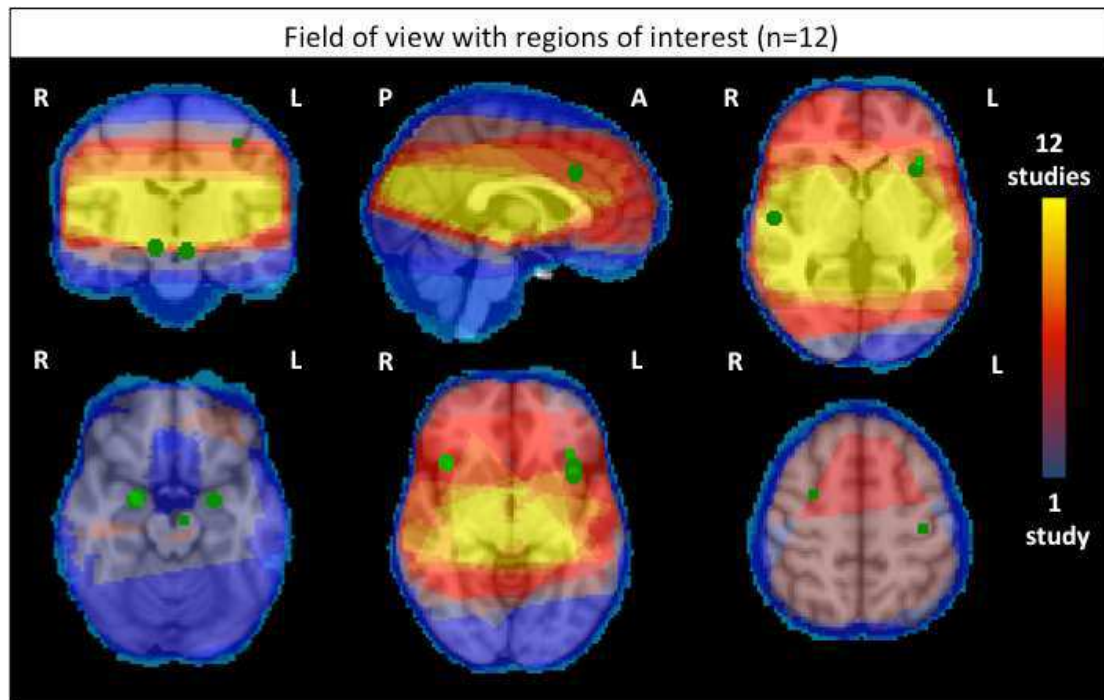 Field of view with regions of interest (n=12)
R L P A R L
12
studies
R L R L R L
1
study